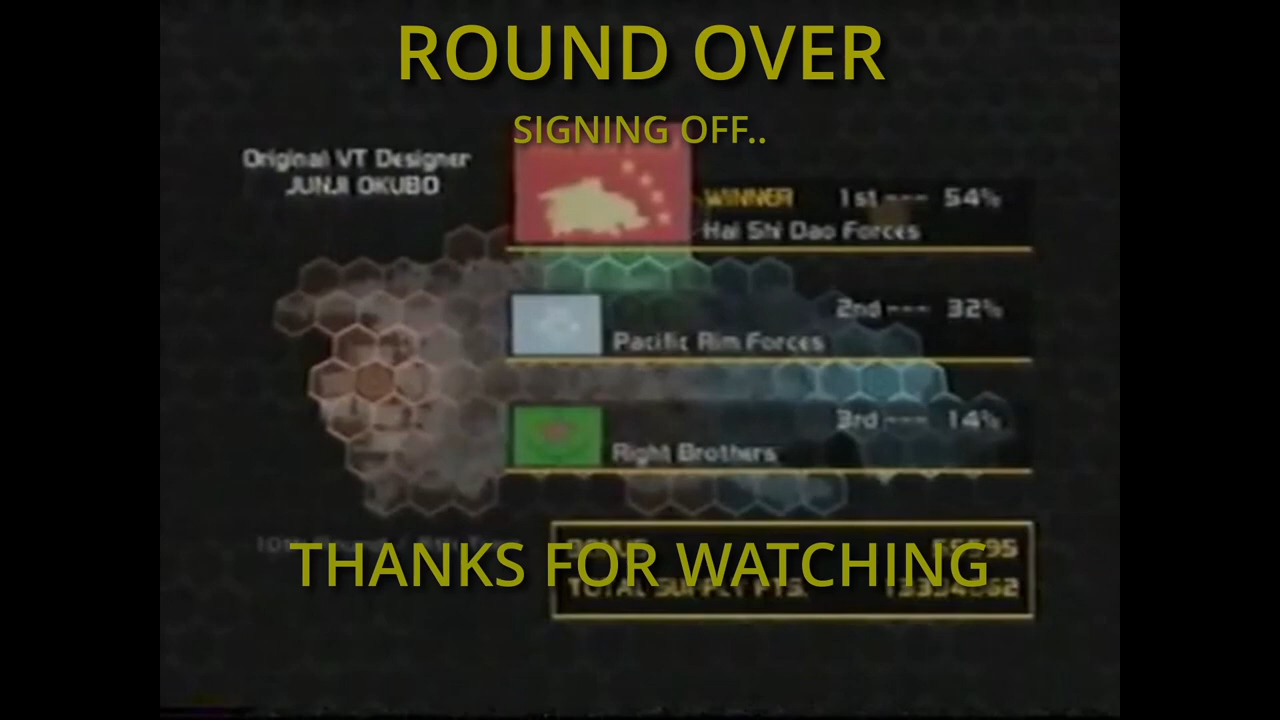 ROUND OVER
SIGNING OFF..
Original VT Designer
JUNJI OKUBO
WINNER 1st --- 54%
Hai Shi Dao Forces
2nd --- 32%
Pacific Rim Forces
3rd --- 14%
Right Brothers
THANKS FOR WATCHING
TOTAL SUPPLY PTS.